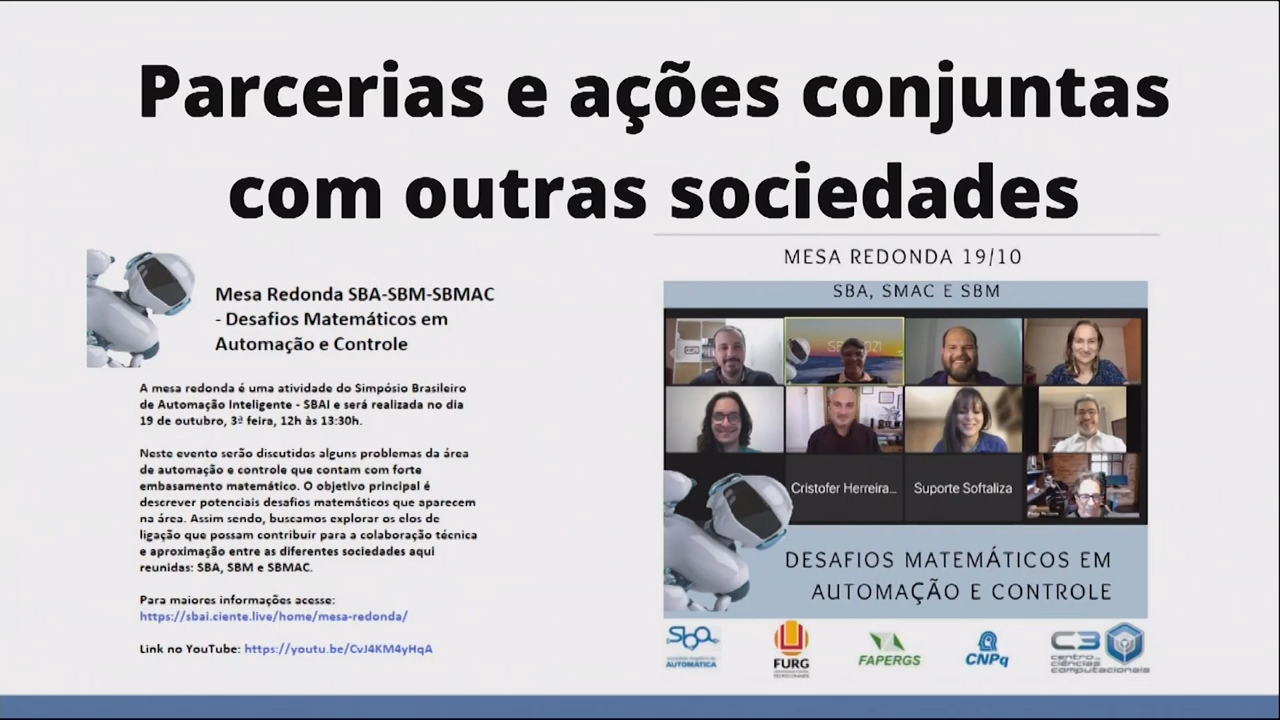 Parcerias e ações conjuntas
com outras sociedades
Mesa Redonda SBA-SBM-SBMAC
- Desafios Matemáticos em
Automação e Controle
A mesa redonda é uma atividade do Simpósio Brasileiro
de Automação Inteligente - SBAI e será realizada no dia
19 de outubro, 3ª feira, 12h às 13:30h.
Neste evento serão discutidos alguns problemas da área
de automação e controle que contam com forte
embasamento matemático. O objetivo principal é
descrever potenciais desafios matemáticos que aparecem
na área. Assim sendo, buscamos explorar os elos de
ligação que possam contribuir para a colaboração técnica
e aproximação entre as diferentes sociedades aqui
reunidas: SBA, SBM e SBMAC.
Para maiores informações acesse:
https://sbai.ciente.live/home/mesa-redonda/
Link no YouTube: https://youtu.be/CvJ4KM4yHqA
MESA REDONDA 19/10
SBA, SMAC E SBM
Cristofer Herreira...
Suporte Softaliza
DESAFIOS MATEMÁTICOS EM
AUTOMAÇÃO E CONTROLE
sba
AUTOMÁTICA
FURG
FAPERGS
CNPq
C3
centro de
ciências
computacionais